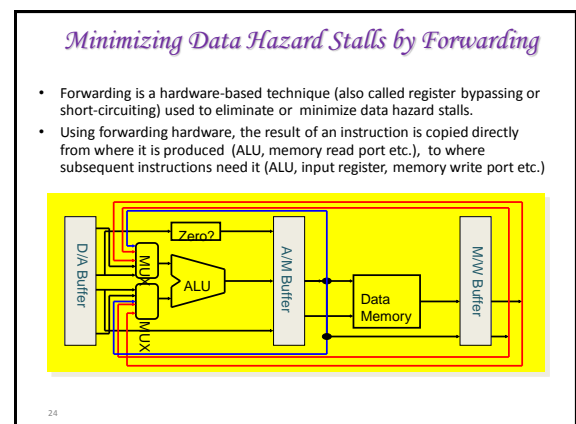 Minimizing Data Hazard Stalls by Forwarding
• Forwarding is a hardware-based technique (also called register bypassing or
short-circuiting) used to eliminate or minimize data hazard stalls.
• Using forwarding hardware, the result of an instruction is copied directly
from where it is produced (ALU, memory read port etc.), to where
subsequent instructions need it (ALU, input register, memory write port etc.)
D/A Buffer
MUX
MUX
Zero?
ALU
A/M Buffer
Data
Memory
M/W Buffer
24